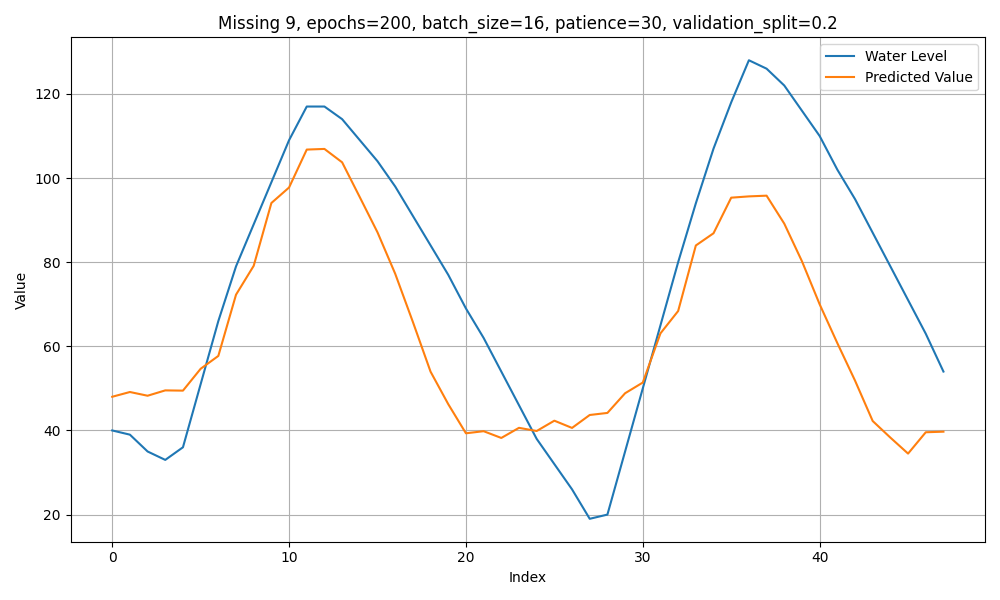 Missing 9, epochs=200, batch_size=16, patience=30, validation_split=0.2
Water Level
Predicted Value
120
100
80
60
40
20
Value
0 10 20 30 40
Index